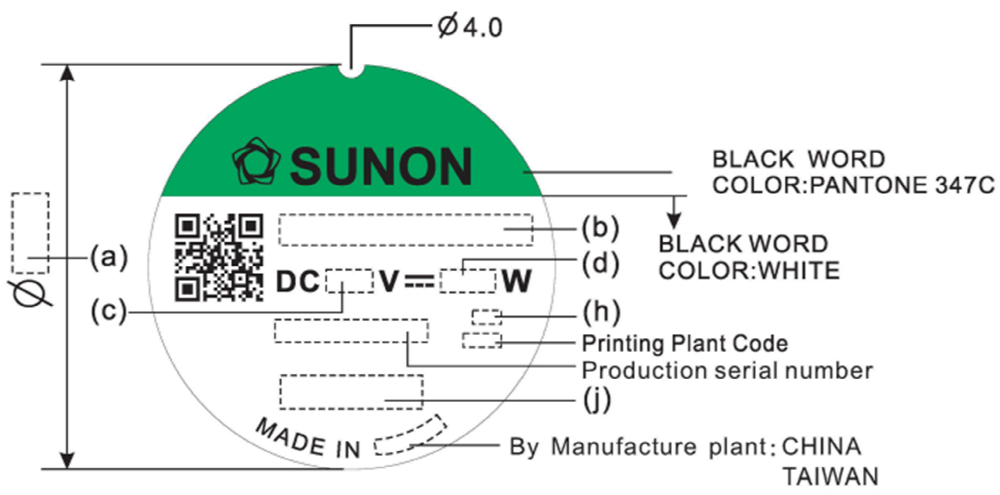 Ø4.0
SUNON
BLACK WORD
COLOR:PANTONE 347C
BLACK WORD
COLOR:WHITE
(a)
Ø
(b)
DC V⎓ W
(d)
(c)
(h)
Printing Plant Code
Production serial number
(j)
MADE IN
By Manufacture plant: CHINA
TAIWAN